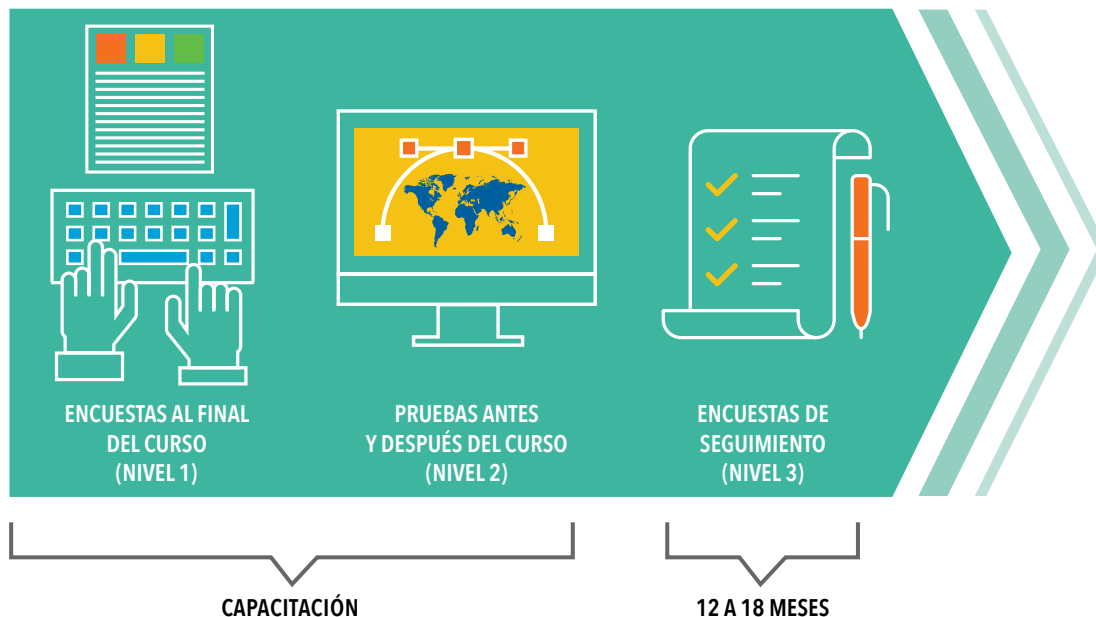 ENCUESTAS AL FINAL
DEL CURSO
(NIVEL 1)
PRUEBAS ANTES
Y DESPUÉS DEL CURSO
(NIVEL 2)
ENCUESTAS DE
SEGUIMIENTO
(NIVEL 3)
CAPACITACIÓN
12 A 18 MESES